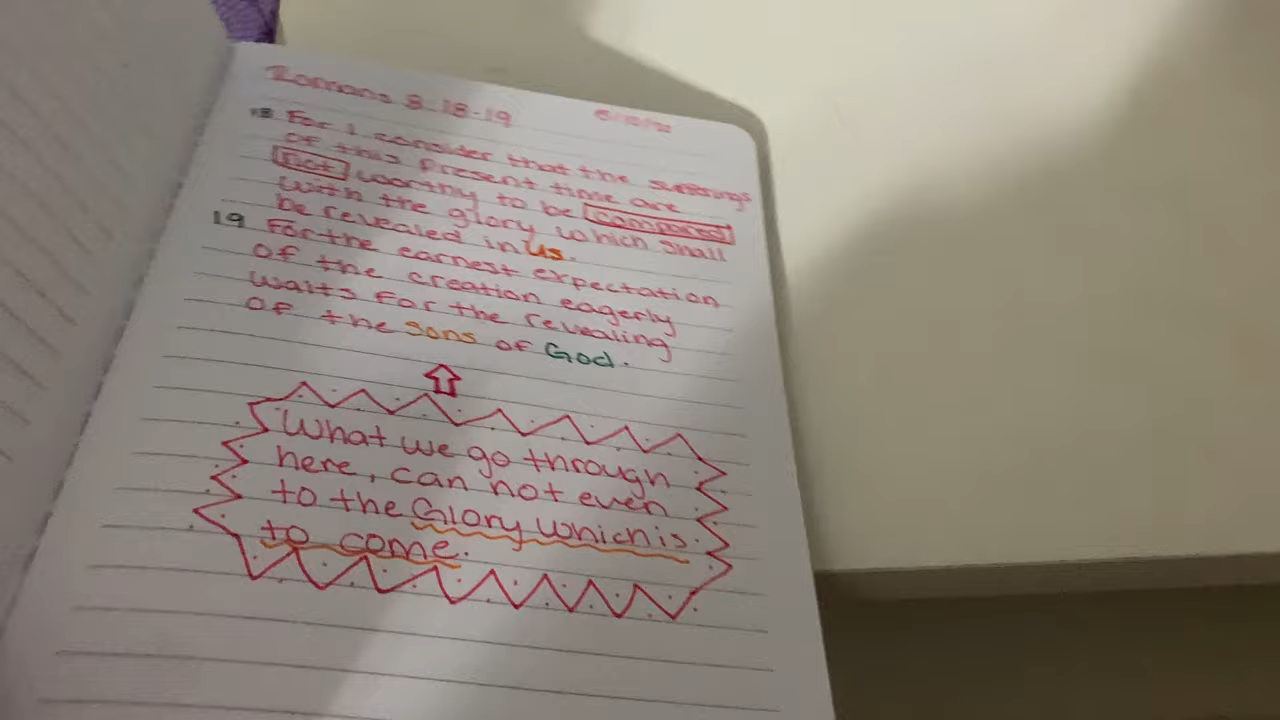 Romans 8:18-19
18 For I consider that the sufferings
of this present time are
not worthy to be compared
with the glory which shall
be revealed in us.
19 For the earnest expectation
of the creation eagerly
waits for the revealing
of the sons of God.
What we go through
here, can not even
to the Glory which is
to come.